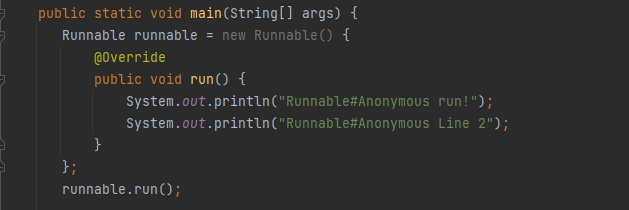 public static void main(String[] args) {
Runnable runnable = new Runnable() {
@Override
public void run() {
System.out.println("Runnable#Anonymous run!");
System.out.println("Runnable#Anonymous Line 2");
}
};
runnable.run();